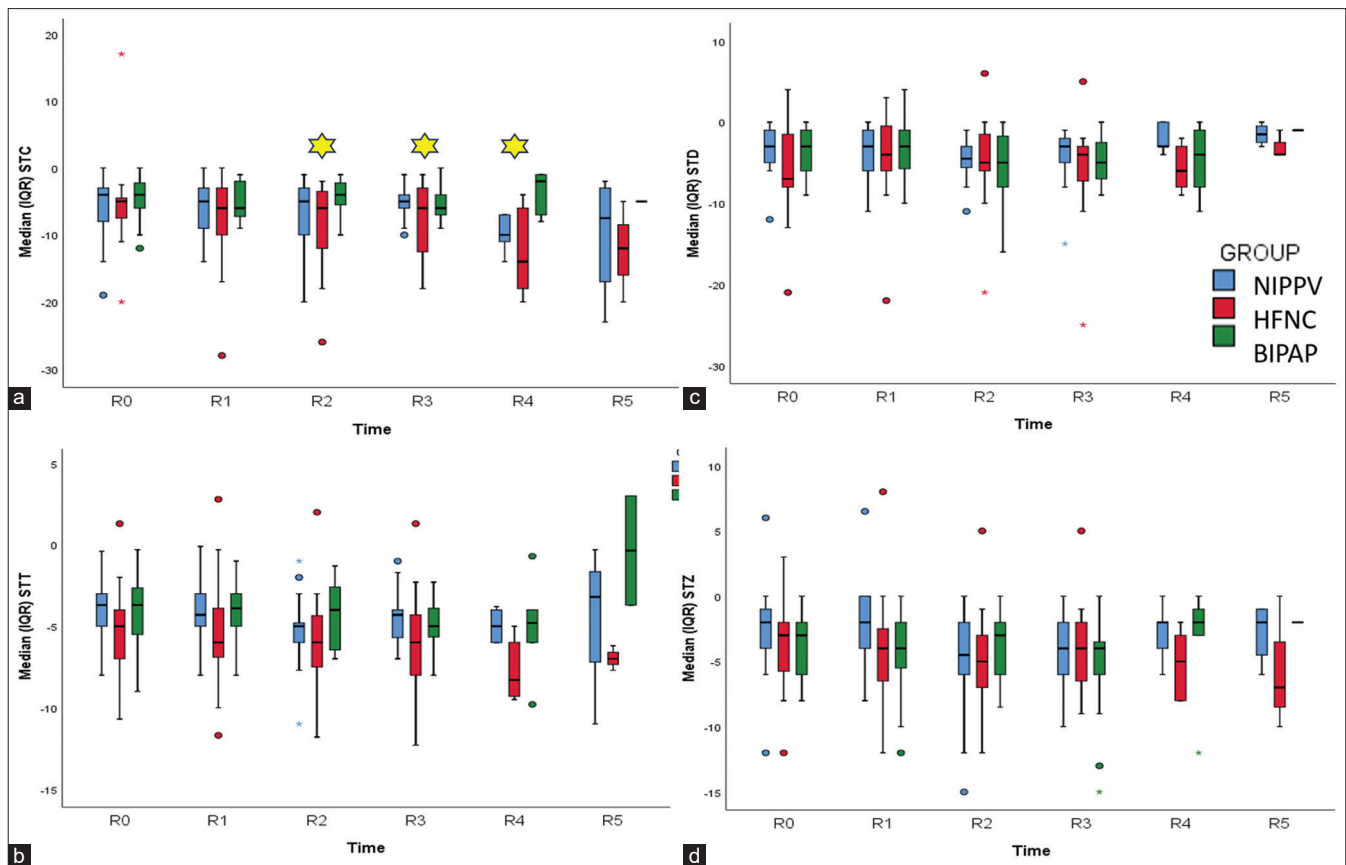 Median (IQR) STC
20
10
0
-10
-20
-30
R0 R1 R2 R3 R4 R5
Time
a
Median (IQR) STD
10
0
-10
-20
-30
GROUP
NIPPV
HFNC
BIPAP
R0 R1 R2 R3 R4 R5
Time
c
Median (IQR) STT
5
0
-5
-10
-15
R0 R1 R2 R3 R4 R5
Time
b
Median (IQR) STZ
10
5
0
-5
-10
-15
R0 R1 R2 R3 R4 R5
Time
d